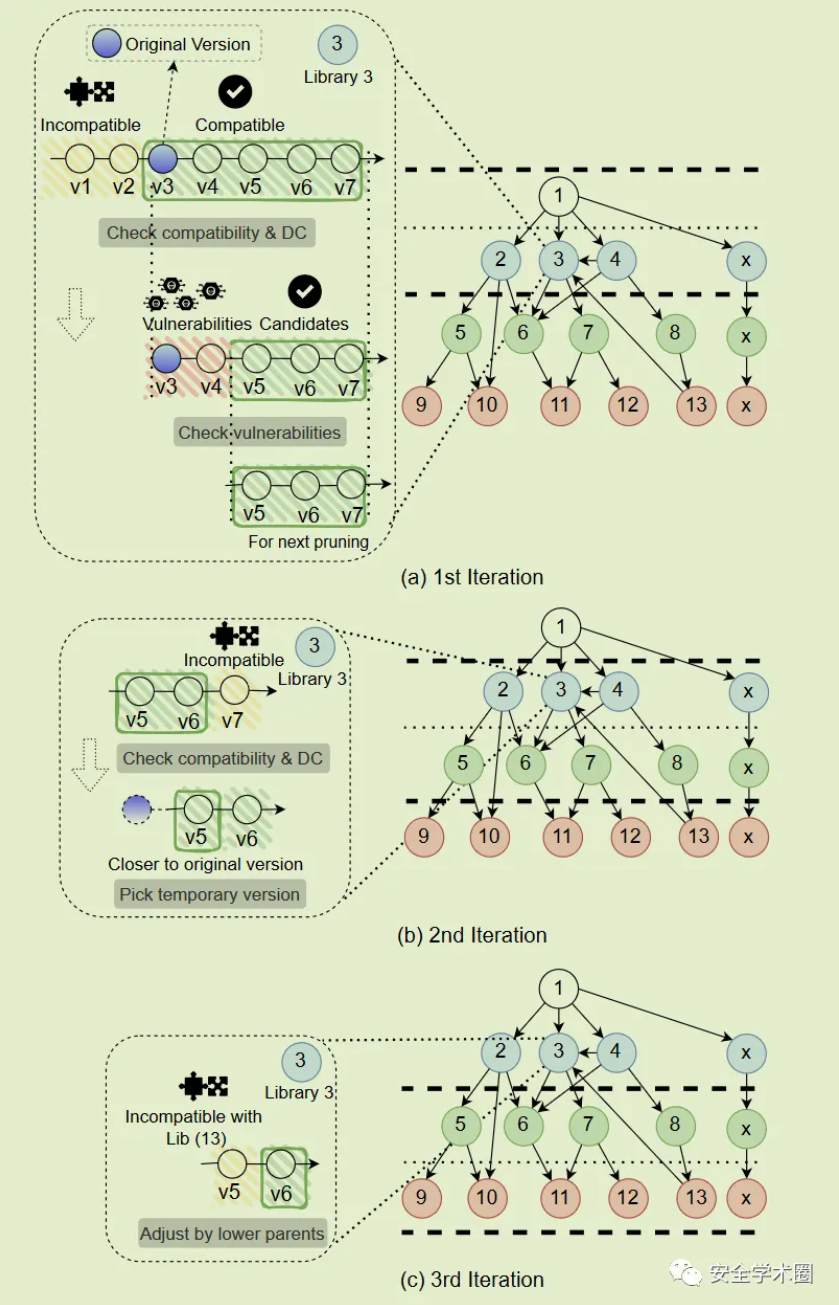 Original Version
3
Library 3
Incompatible
Compatible
v1 v2 v3 v4 v5 v6 v7
Check compatibility & DC
Vulnerabilities Candidates
v3 v4 v5 v6 v7
Check vulnerabilities
v5 v6 v7
For next pruning
1
2 3 4 x
5 6 7 8 x
9 10 11 12 13 x
(a) 1st Iteration
3
Incompatible
Library 3
v5 v6 v7
Check compatibility & DC
v5 v6
Closer to original version
Pick temporary version
1
2 3 4 x
5 6 7 8 x
9 10 11 12 13 x
(b) 2nd Iteration
3
Library 3
Incompatible with
Lib (13)
v5 v6
Adjust by lower parents
1
2 3 4 x
5 6 7 8 x
9 10 11 12 13 x
(c) 3rd Iteration
安全学术圈